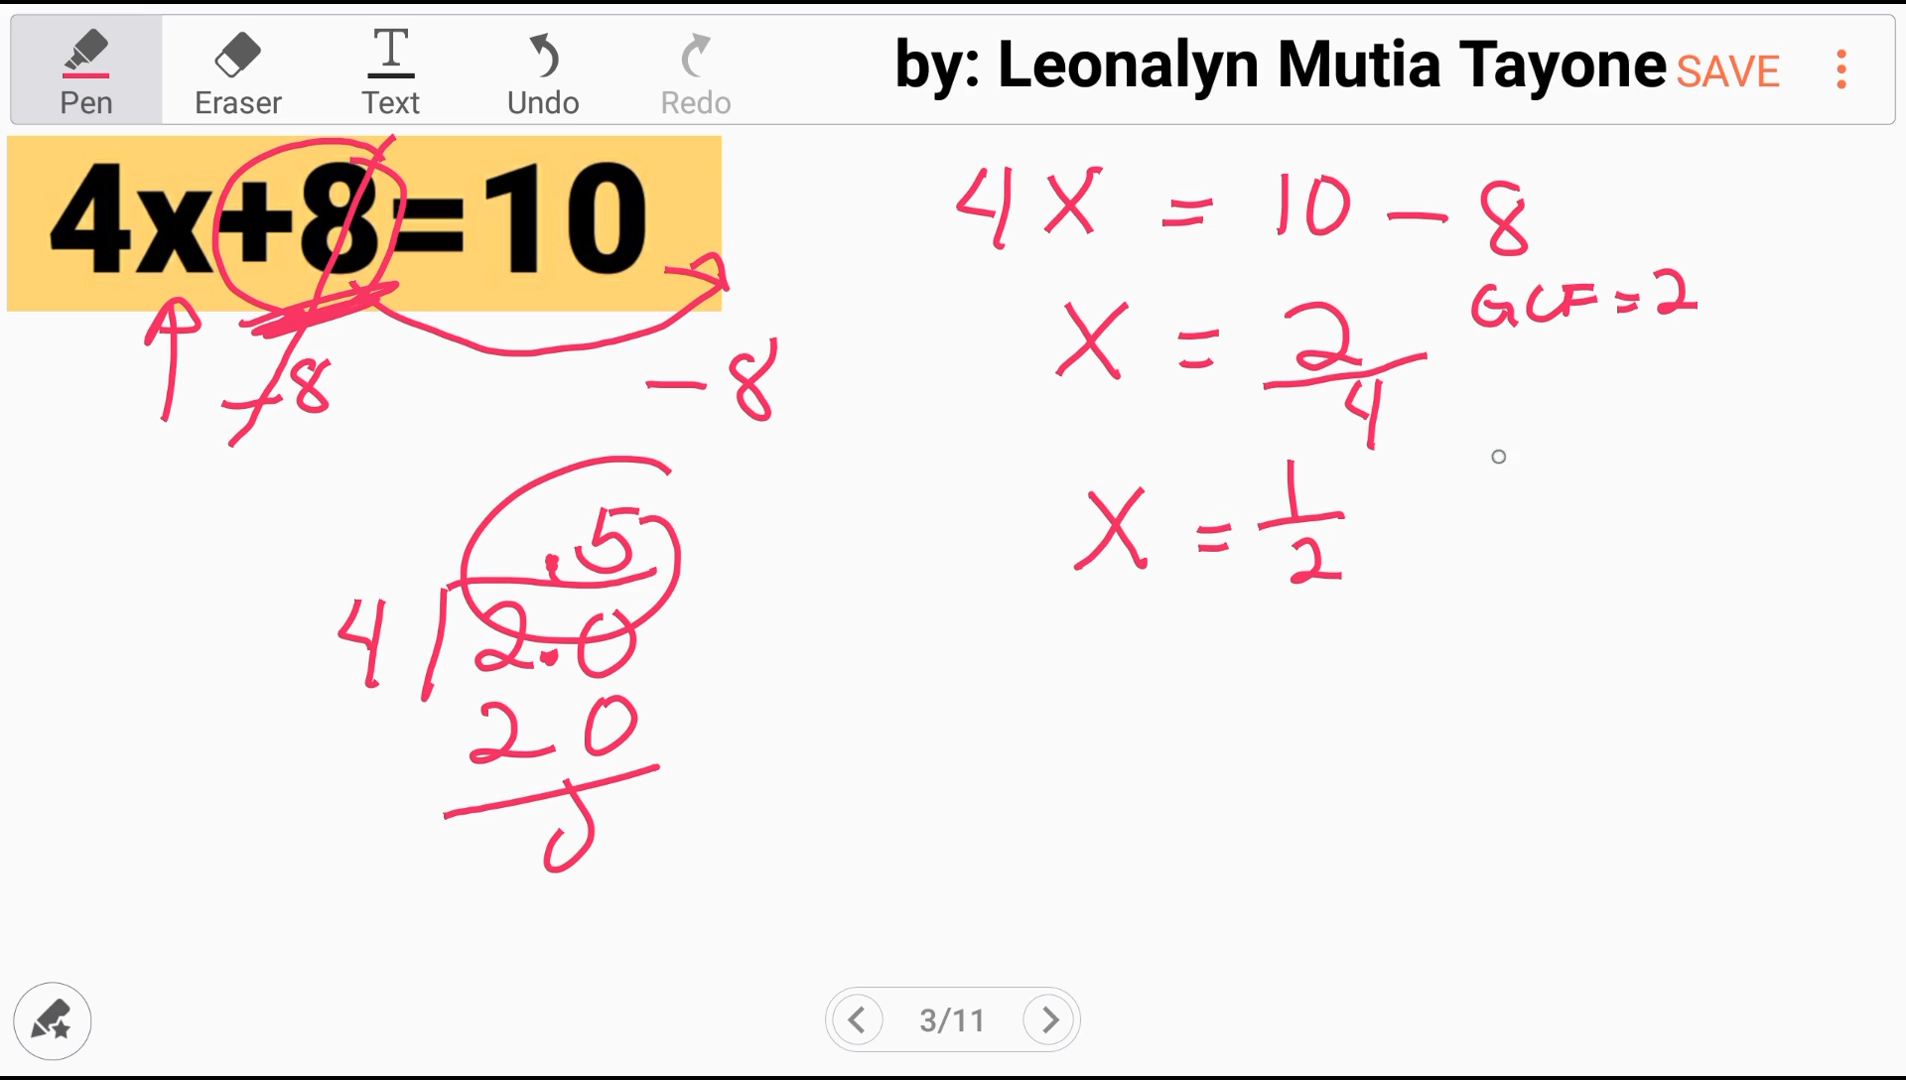 Pen Eraser Text Undo Redo by: Leonalyn Mutia Tayone SAVE
4x+8=10
-8
-8
4x = 10 - 8
GCF = 2
x = 2/4
x = 1/2
.5
4 2.0
20
0
3/11